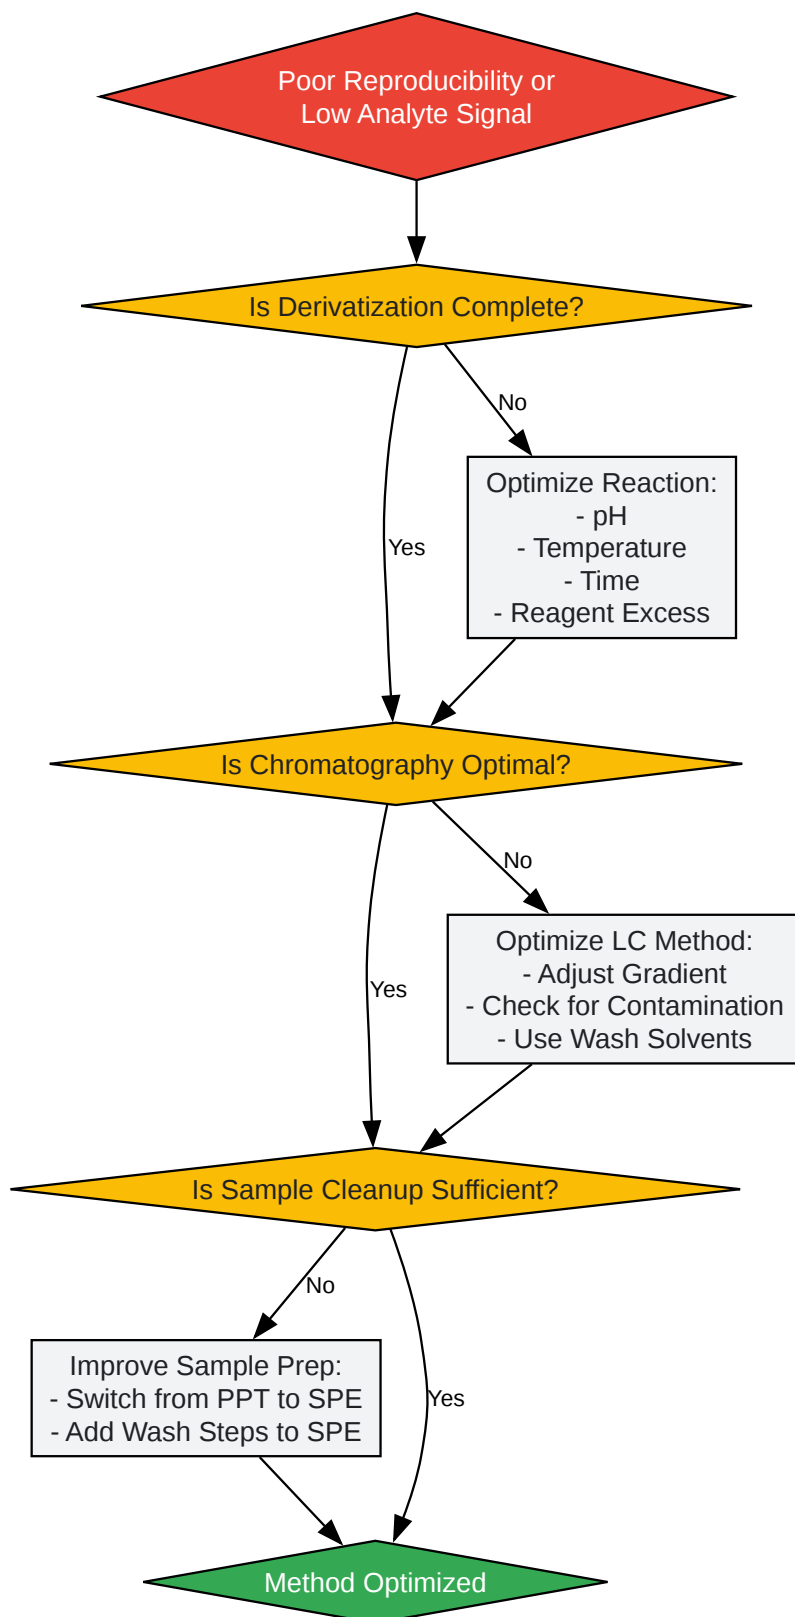 Poor Reproducibility or
Low Analyte Signal
Is Derivatization Complete?
No
Optimize Reaction:
- pH
- Temperature
- Time
- Reagent Excess
Yes
Is Chromatography Optimal?
No
Optimize LC Method:
- Adjust Gradient
- Check for Contamination
- Use Wash Solvents
Yes
Is Sample Cleanup Sufficient?
No
Improve Sample Prep:
- Switch from PPT to SPE
- Add Wash Steps to SPE
Yes
Method Optimized